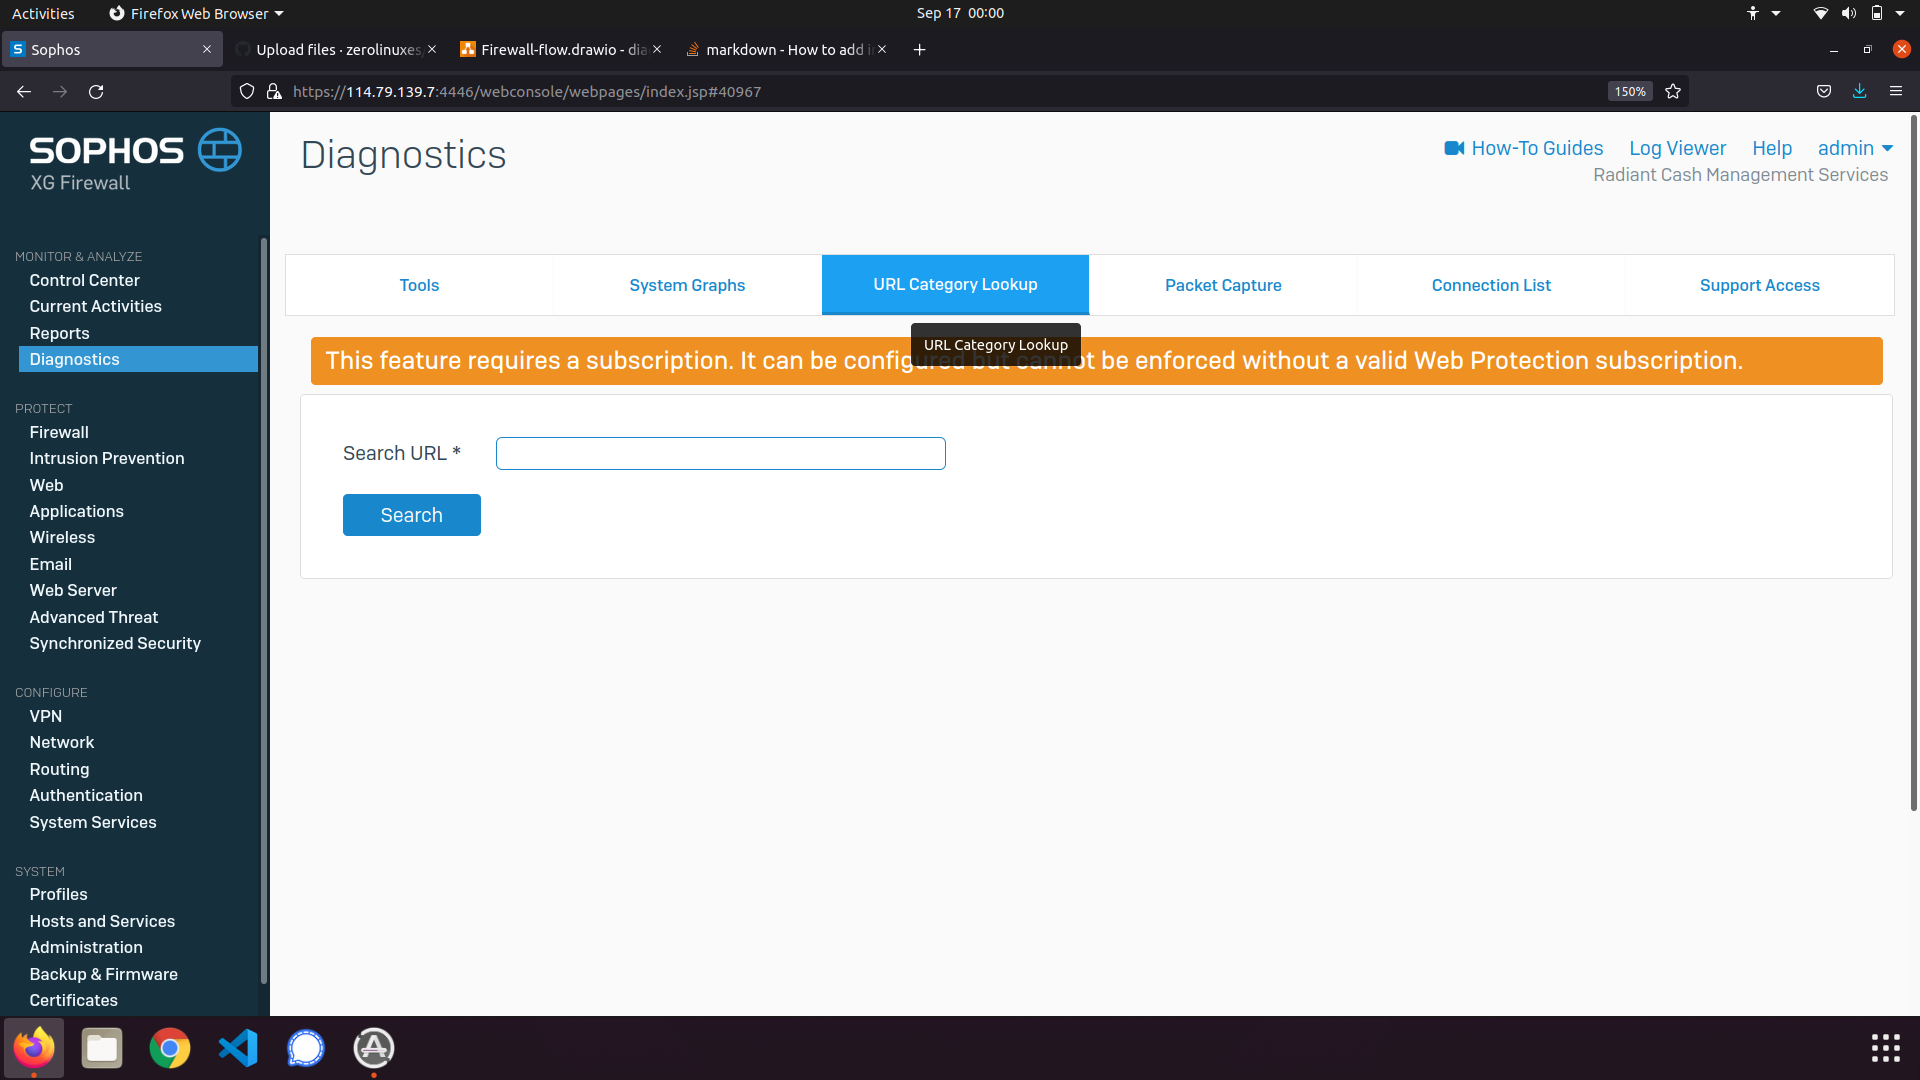 Activities
Firefox Web Browser
Sep 17 00:00
Sophos
Upload files · zerolinuxes
Firewall-flow.drawio - dia
markdown - How to add i
https://114.79.139.7:4446/webconsole/webpages/index.jsp#40967
150%
SOPHOS
XG Firewall
Diagnostics
How-To Guides
Log Viewer
Help
admin
Radiant Cash Management Services
MONITOR & ANALYZE
Control Center
Current Activities
Reports
Diagnostics
PROTECT
Firewall
Intrusion Prevention
Web
Applications
Wireless
Email
Web Server
Advanced Threat
Synchronized Security
CONFIGURE
VPN
Network
Routing
Authentication
System Services
SYSTEM
Profiles
Hosts and Services
Administration
Backup & Firmware
Certificates
Tools
System Graphs
URL Category Lookup
Packet Capture
Connection List
Support Access
URL Category Lookup
This feature requires a subscription. It can be configured but cannot be enforced without a valid Web Protection subscription.
Search URL *
Search